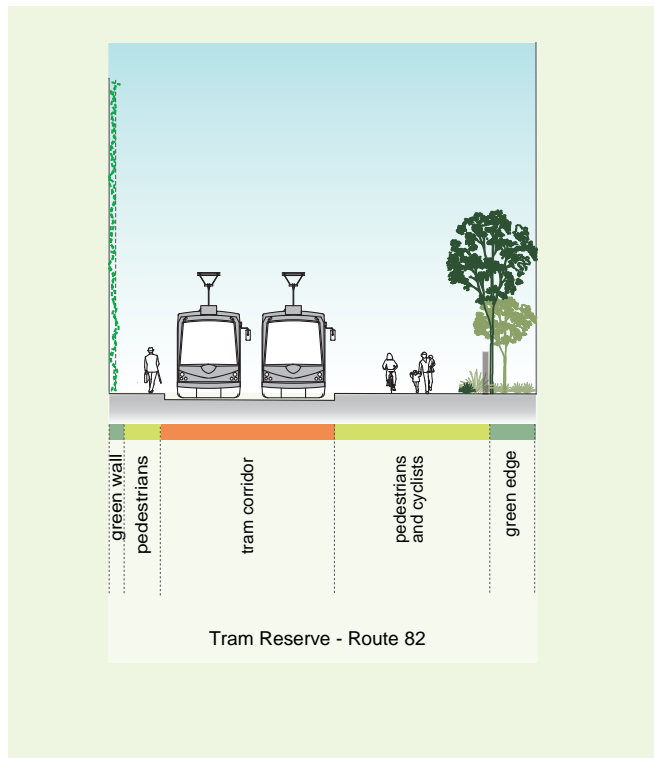 green wall
pedestrians
tram corridor
pedestrians
and cyclists
green edge
Tram Reserve - Route 82